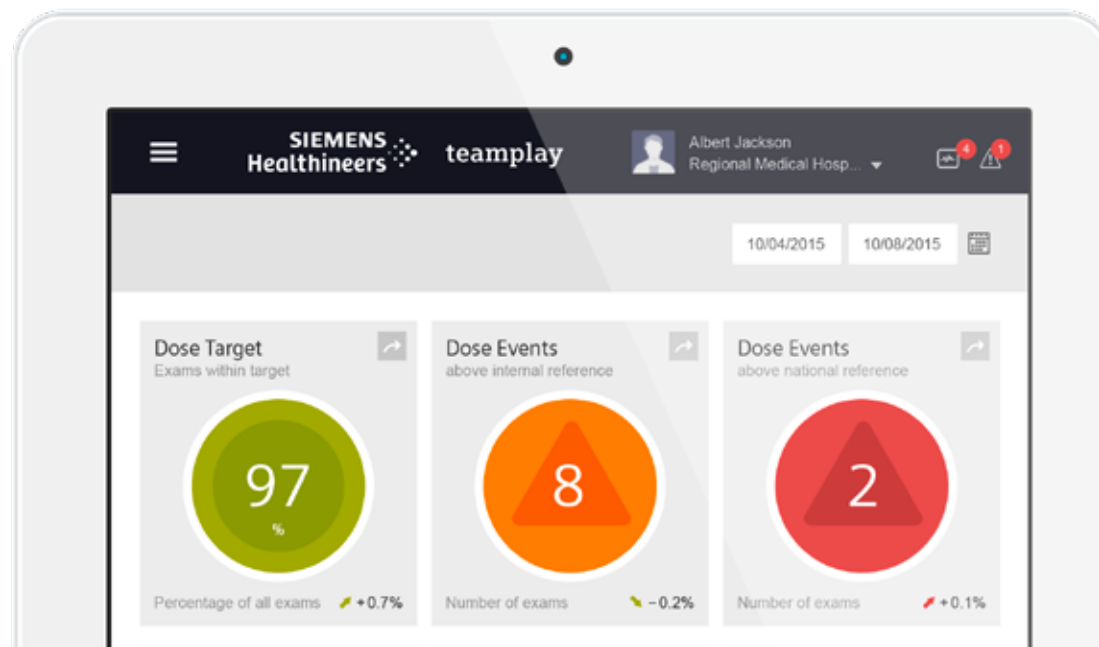 SIEMENS
Healthineers
teamplay
Albert Jackson
Regional Medical Hosp...
4
1
10/04/2015
10/08/2015
Dose Target
Exams within target
97
%
Percentage of all exams
+0.7%
Dose Events
above internal reference
8
Number of exams
-0.2%
Dose Events
above national reference
2
Number of exams
+0.1%